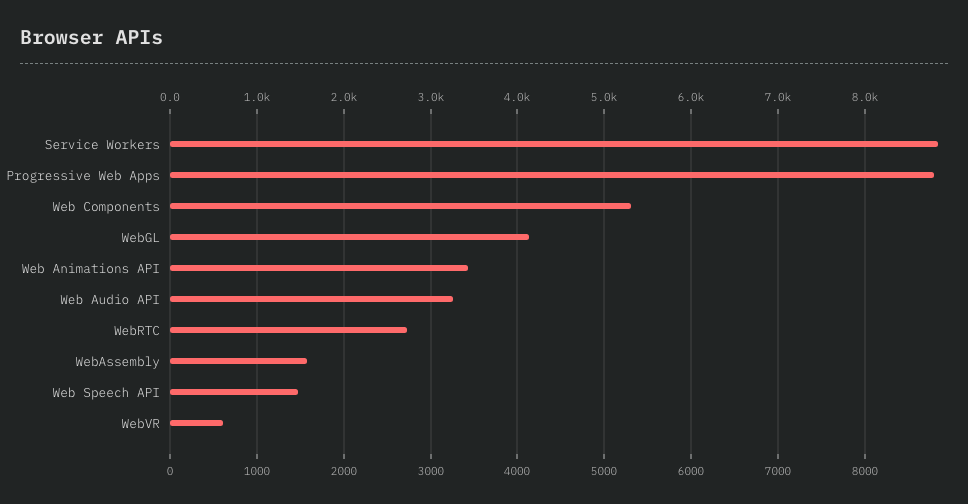 Browser APIs
0.0 1.0k 2.0k 3.0k 4.0k 5.0k 6.0k 7.0k 8.0k
Service Workers
Progressive Web Apps
Web Components
WebGL
Web Animations API
Web Audio API
WebRTC
WebAssembly
Web Speech API
WebVR
0 1000 2000 3000 4000 5000 6000 7000 8000